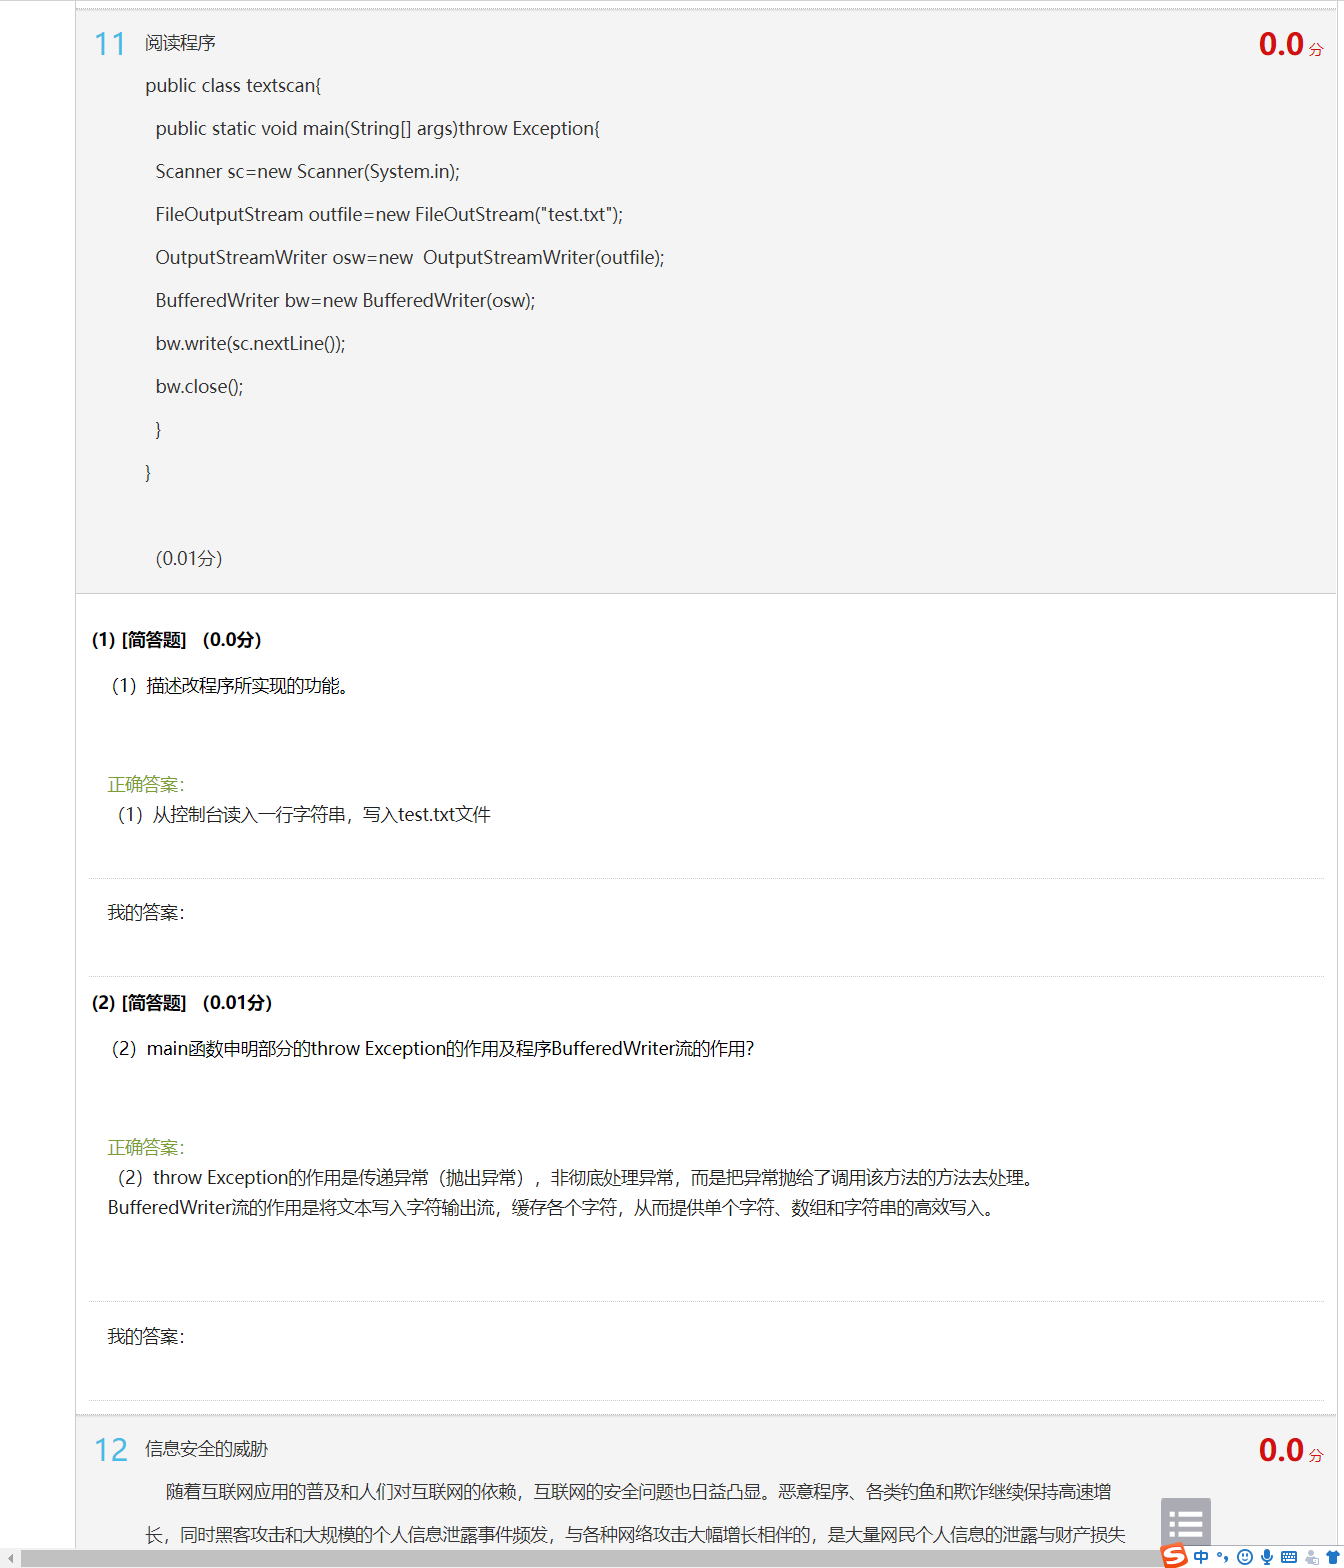 11 阅读程序 0.0 分
public class textscan{
public static void main(String[] args)throw Exception{
Scanner sc=new Scanner(System.in);
FileOutputStream outfile=new FileOutStream("test.txt");
OutputStreamWriter osw=new  OutputStreamWriter(outfile);
BufferedWriter bw=new BufferedWriter(osw);
bw.write(sc.nextLine());
bw.close();
}
}
(0.01分)
(1) [简答题] （0.0分）
（1）描述改程序所实现的功能。
正确答案：
（1）从控制台读入一行字符串，写入test.txt文件
我的答案：
(2) [简答题] （0.01分）
（2）main函数申明部分的throw Exception的作用及程序BufferedWriter流的作用？
正确答案：
（2）throw Exception的作用是传递异常（抛出异常），非彻底处理异常，而是把异常抛给了调用该方法的方法去处理。
BufferedWriter流的作用是将文本写入字符输出流，缓存各个字符，从而提供单个字符、数组和字符串的高效写入。
我的答案：
12 信息安全的威胁 0.0 分
随着互联网应用的普及和人们对互联网的依赖，互联网的安全问题也日益凸显。恶意程序、各类钓鱼和欺诈继续保持高速增
长，同时黑客攻击和大规模的个人信息泄露事件频发，与各种网络攻击大幅增长相伴的，是大量网民个人信息的泄露与财产损失
中